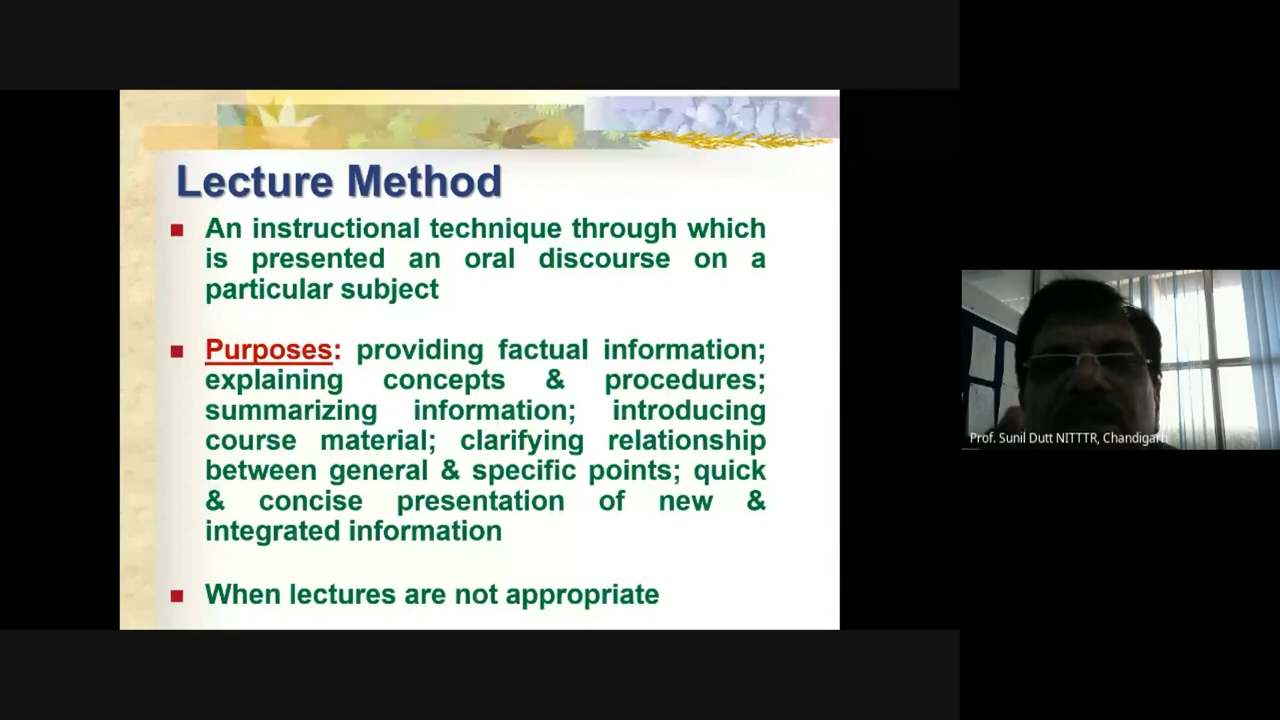 Lecture Method
An instructional technique through which
is presented an oral discourse on a
particular subject
Purposes: providing factual information;
explaining concepts & procedures;
summarizing information; introducing
course material; clarifying relationship
between general & specific points; quick
& concise presentation of new &
integrated information
When lectures are not appropriate
Prof. Sunil Dutt NITTTR, Chandigarh